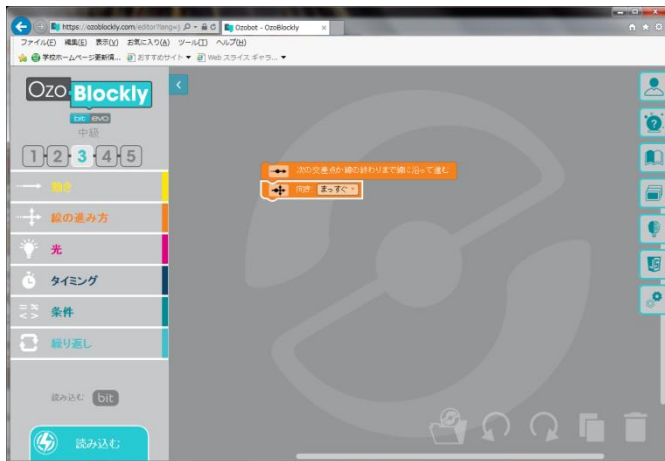 https://ozoblockly.com/editor?lang=j
Ozobot - OzoBlockly
ファイル(F) 編集(E) 表示(V) お気に入り(A) ツール(T) ヘルプ(H)
学校ホームページ更新情... おすすめサイト Web スライス ギャラ...
OZO Blockly
bit evo
中級
1 2 3 4 5
動き
線の進み方
光
タイミング
条件
繰り返し
読み込む bit
読み込む
次の交差点か線の終わりまで線に沿って進む
向き まっすぐ